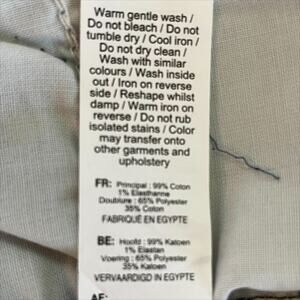 Warm gentle wash /
Do not bleach / Do not
tumble dry / Cool iron /
Do not dry clean /
Wash with similar
colours / Wash inside
out / Iron on reverse
side / Reshape whilst
damp / Warm iron on
reverse / Do not rub
isolated stains / Color
may transfer onto
other garments and
upholstery
FR: Principal : 99% Coton
1% Elasthanne
Doublure : 65% Polyester
35% Coton
FABRIQUÉ EN EGYPTE
BE: Hoofd : 99% Katoen
1% Elastan
Voering : 65% Polyester
35% Katoen
VERVAARDIGD IN EGYPTE
AE: